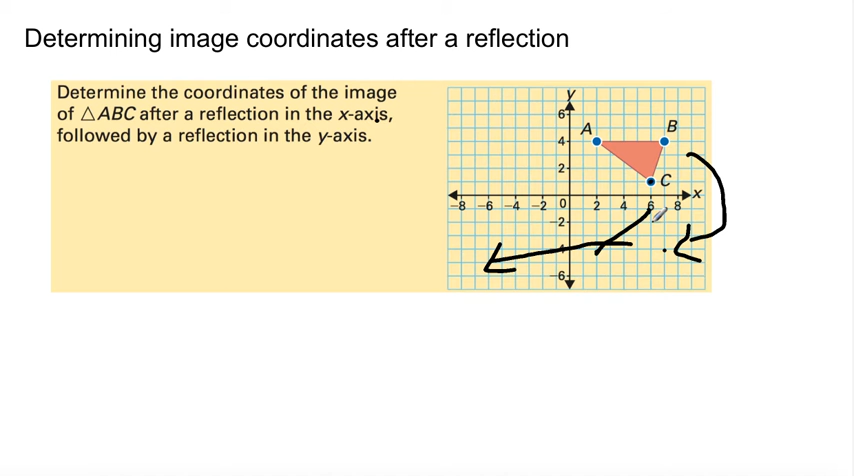 Determining image coordinates after a reflection
Determine the coordinates of the image
of △ABC after a reflection in the x-axis,
followed by a reflection in the y-axis.
y
6
A
B
4
2
C
x
−8 −6 −4 −2 0 2 4 6 8
−2
−6